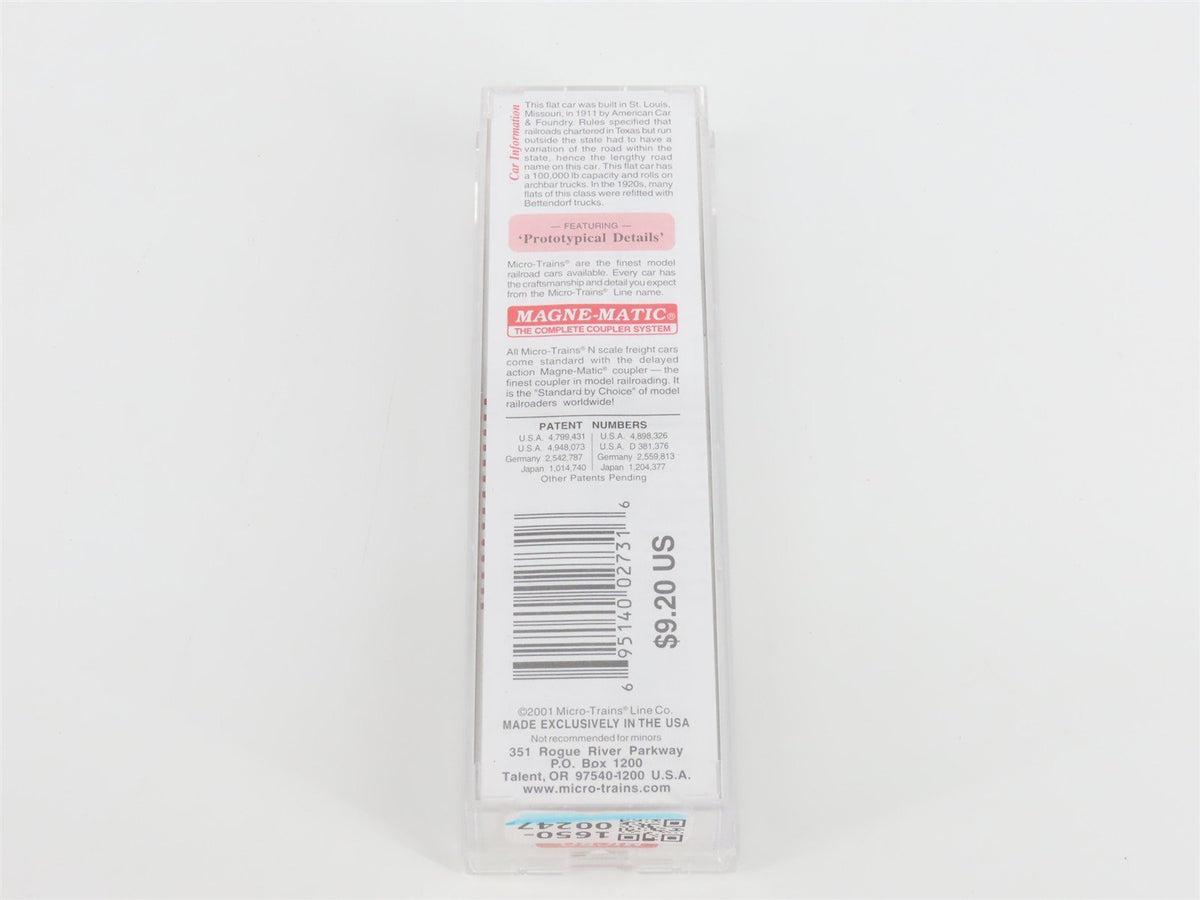 Car Information
This flat car was built in St. Louis,
Missouri, in 1911 by American Car
& Foundry. Rules specified that
railroads chartered in Texas but run
outside the state had to have a
variation of the road within the
state, hence the lengthy road
name on this car. This flat car has
a 100,000 lb capacity and rolls on
archbar trucks. In the 1920s, many
flats of this class were refitted with
Bettendorf trucks.
— FEATURING —
'Prototypical Details'
Micro-Trains® are the finest model
railroad cars available. Every car has
the craftsmanship and detail you expect
from the Micro-Trains® Line name.
MAGNE-MATIC®
THE COMPLETE COUPLER SYSTEM
All Micro-Trains® N scale freight cars
come standard with the delayed
action Magne-Matic® coupler — the
finest coupler in model railroading. It
is the "Standard by Choice" of model
railroaders worldwide!
PATENT NUMBERS
U.S.A. 4,799,431 U.S.A. 4,898,326
U.S.A. 4,948,073 U.S.A. D 381,376
Germany 2,542,787 Germany 2,559,813
Japan 1,014,740 Japan 1,204,377
Other Patents Pending
6 95140 02731 6
$9.20 US
©2001 Micro-Trains® Line Co.
MADE EXCLUSIVELY IN THE USA
Not recommended for minors
351 Rogue River Parkway
P.O. Box 1200
Talent, OR 97540-1200 U.S.A.
www.micro-trains.com
1650-
00247